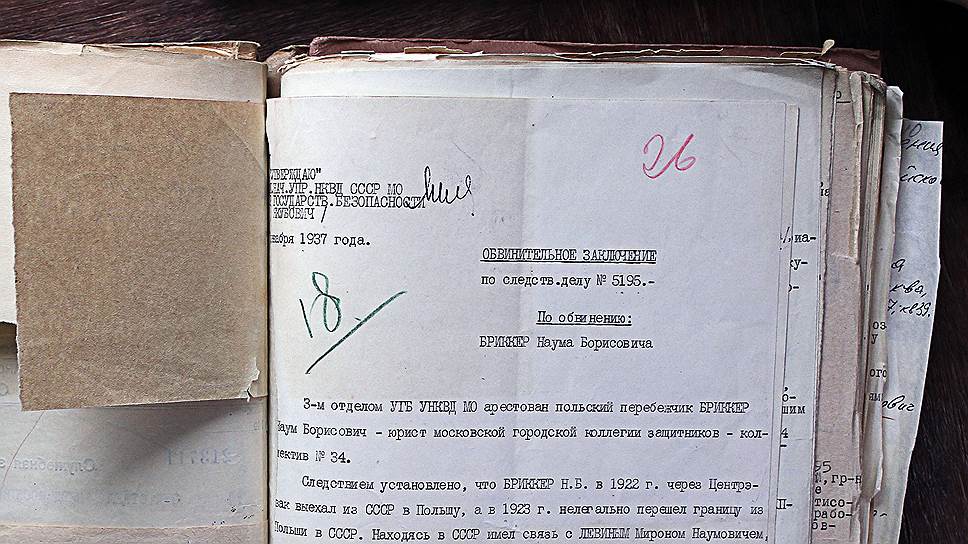 26
УТВЕРЖДАЮ"
НАЧ.УПР.НКВД СССР МО
ГОСУДАРСТВ.БЕЗОПАСНОСТИ
ЯКУБОВИЧ/
ноября 1937 года.
18
ОБВИНИТЕЛЬНОЕ ЗАКЛЮЧЕНИЕ
по следств.делу № 5195.-
По обвинению:
БРИККЕР Наума Борисовича
3-м отделом УГБ УНКВД МО арестован польский перебежчик БРИККЕР
Наум Борисович - юрист московской городской коллегии защитников - кол-
лектив № 34.
Следствием установлено, что БРИККЕР Н.Б. в 1922 г. через Центрэ-
вак выехал из СССР в Польшу, а в 1923 г. нелегально перешел границу из
Польши в СССР. Находясь в СССР имел связь с ЛЕВИНЫМ Мироном Наумовичем,